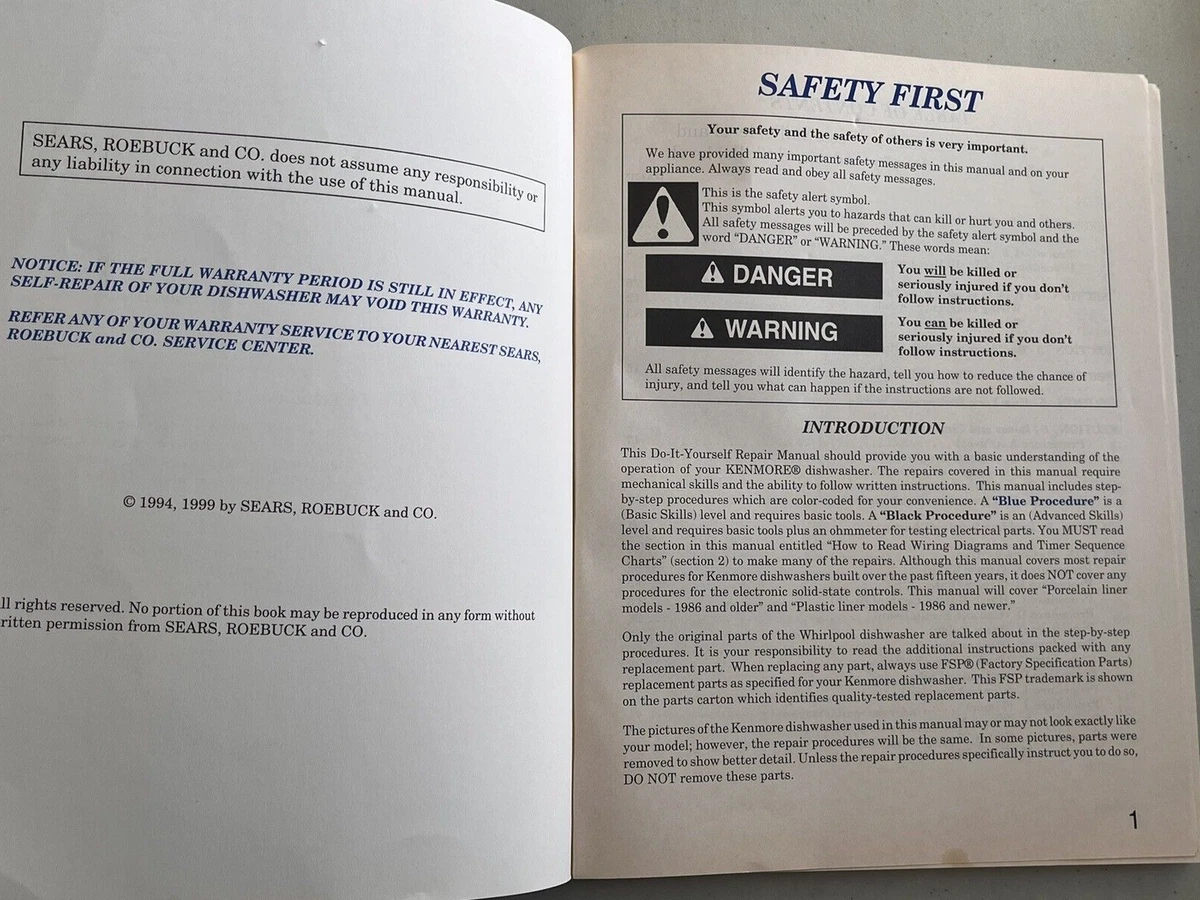 SEARS, ROEBUCK and CO. does not assume any responsibility or
any liability in connection with the use of this manual.
NOTICE: IF THE FULL WARRANTY PERIOD IS STILL IN EFFECT, ANY
SELF-REPAIR OF YOUR DISHWASHER MAY VOID THIS WARRANTY.
REFER ANY OF YOUR WARRANTY SERVICE TO YOUR NEAREST SEARS,
ROEBUCK and CO. SERVICE CENTER.
© 1994, 1999 by SEARS, ROEBUCK and CO.
ll rights reserved. No portion of this book may be reproduced in any form without
ritten permission from SEARS, ROEBUCK and CO.
SAFETY FIRST
Your safety and the safety of others is very important.
We have provided many important safety messages in this manual and on your
appliance. Always read and obey all safety messages.
This is the safety alert symbol.
This symbol alerts you to hazards that can kill or hurt you and others.
All safety messages will be preceded by the safety alert symbol and the
word “DANGER” or “WARNING.” These words mean:
DANGER
You will be killed or
seriously injured if you don't
follow instructions.
WARNING
You can be killed or
seriously injured if you don't
follow instructions.
All safety messages will identify the hazard, tell you how to reduce the chance of
injury, and tell you what can happen if the instructions are not followed.
INTRODUCTION
This Do-It-Yourself Repair Manual should provide you with a basic understanding of the
operation of your KENMORE® dishwasher. The repairs covered in this manual require
mechanical skills and the ability to follow written instructions. This manual includes step-
by-step procedures which are color-coded for your convenience. A “Blue Procedure” is a
(Basic Skills) level and requires basic tools. A “Black Procedure” is an (Advanced Skills)
level and requires basic tools plus an ohmmeter for testing electrical parts. You MUST read
the section in this manual entitled “How to Read Wiring Diagrams and Timer Sequence
Charts” (section 2) to make many of the repairs. Although this manual covers most repair
procedures for Kenmore dishwashers built over the past fifteen years, it does NOT cover any
procedures for the electronic solid-state controls. This manual will cover “Porcelain liner
models - 1986 and older” and “Plastic liner models - 1986 and newer.”
Only the original parts of the Whirlpool dishwasher are talked about in the step-by-step
procedures. It is your responsibility to read the additional instructions packed with any
replacement part. When replacing any part, always use FSP® (Factory Specification Parts)
replacement parts as specified for your Kenmore dishwasher. This FSP trademark is shown
on the parts carton which identifies quality-tested replacement parts.
The pictures of the Kenmore dishwasher used in this manual may or may not look exactly like
your model; however, the repair procedures will be the same. In some pictures, parts were
removed to show better detail. Unless the repair procedures specifically instruct you to do so,
DO NOT remove these parts.
1